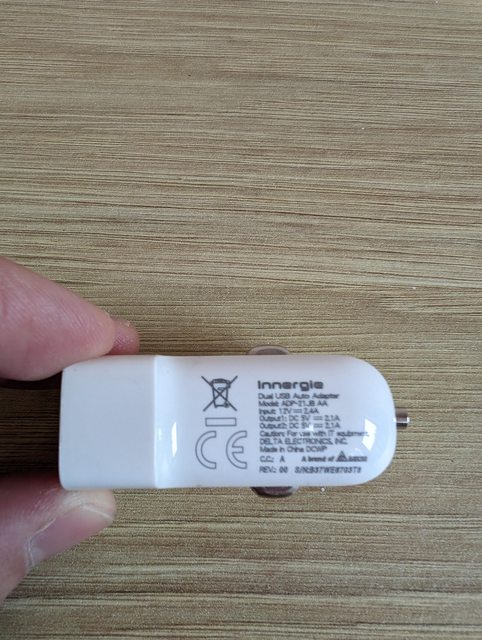 Innergie
Dual USB Auto Adapter
Model: ADP-21JB AA
Input: 12V ⎓ 2.4A
Output1: DC 5V ⎓ 2.1A
Output2: DC 5V ⎓ 2.1A
Caution: For use with IT equipment.
DELTA ELECTRONICS, INC.
Made in China DCWP
C.C.: A A brand of
REV.: 00 S/N:
CE